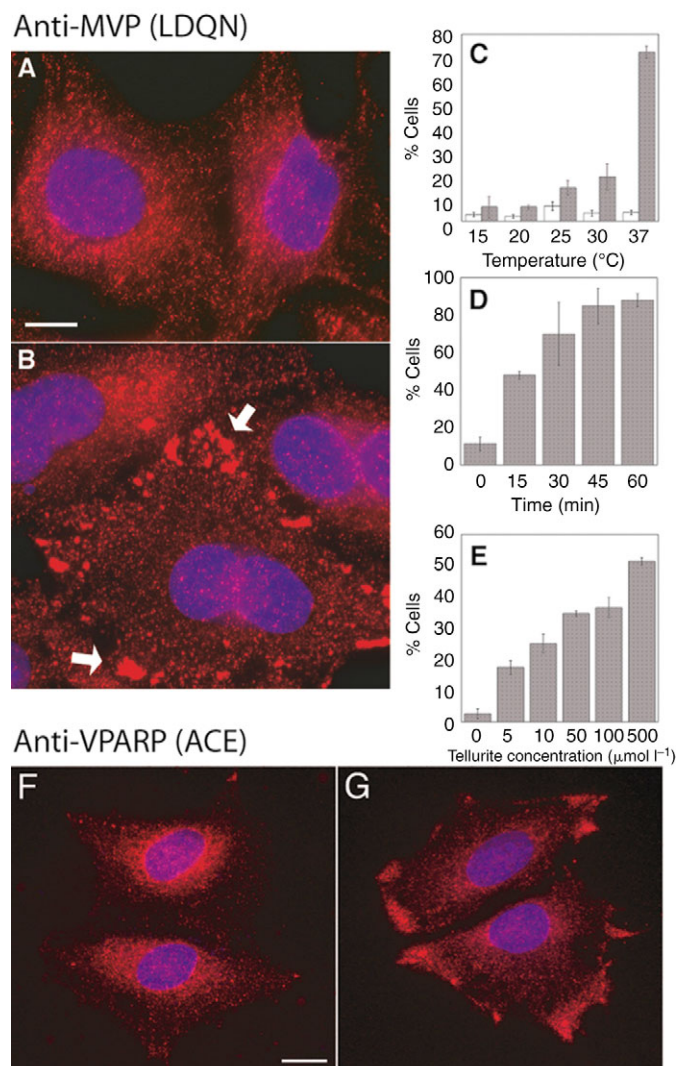 Anti-MVP (LDQN)
A
B
C
% Cells
80
70
60
50
40
30
20
10
0
15 20 25 30 37
Temperature (°C)
D
% Cells
100
80
60
40
20
0
0 15 30 45 60
Time (min)
E
% Cells
60
50
40
30
20
10
0
0 5 10 50 100 500
Tellurite concentration (μmol l⁻¹)
Anti-VPARP (ACE)
F
G